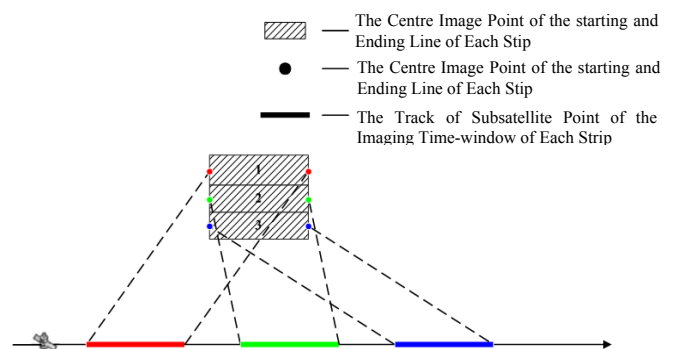 The Centre Image Point of the starting and
Ending Line of Each Stip
The Centre Image Point of the starting and
Ending Line of Each Stip
The Track of Subsatellite Point of the
Imaging Time-window of Each Strip
1
2
3